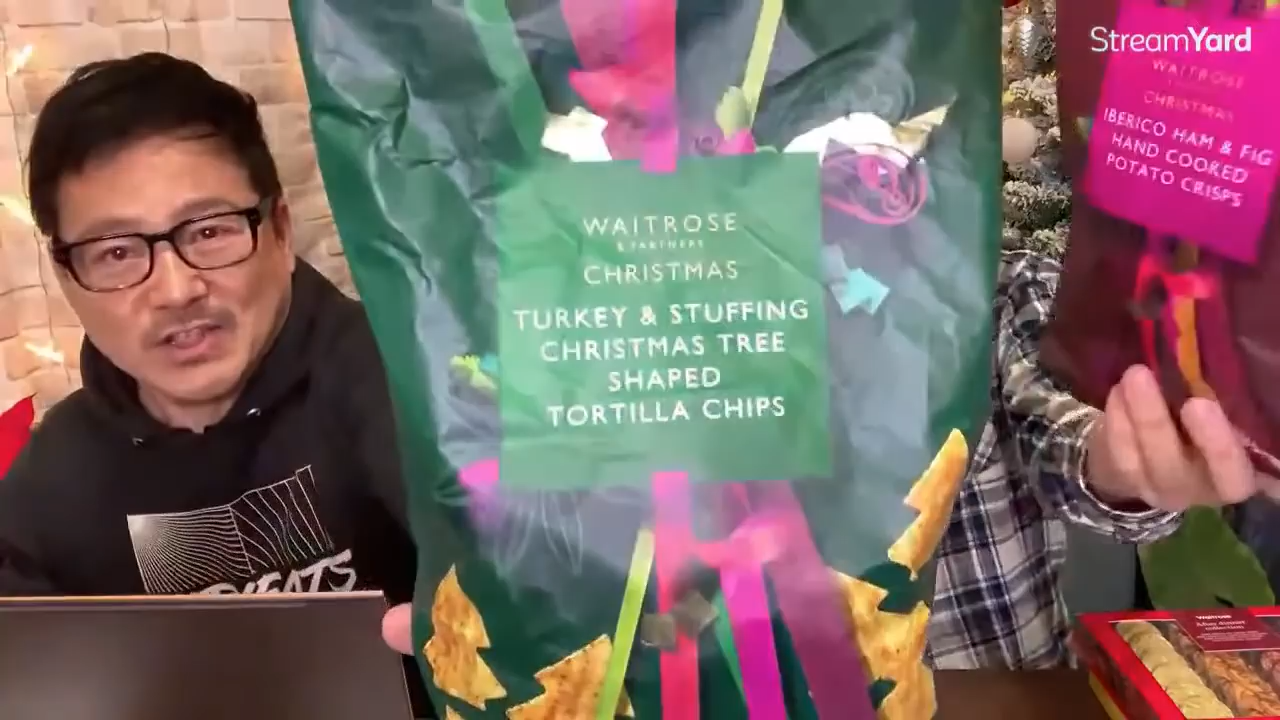 StreamYard
WAITROSE
& PARTNERS
CHRISTMAS
TURKEY & STUFFING
CHRISTMAS TREE
SHAPED
TORTILLA CHIPS
WAITROSE
CHRISTMAS
IBERICO HAM & FIG
HAND COOKED
POTATO CRISPS